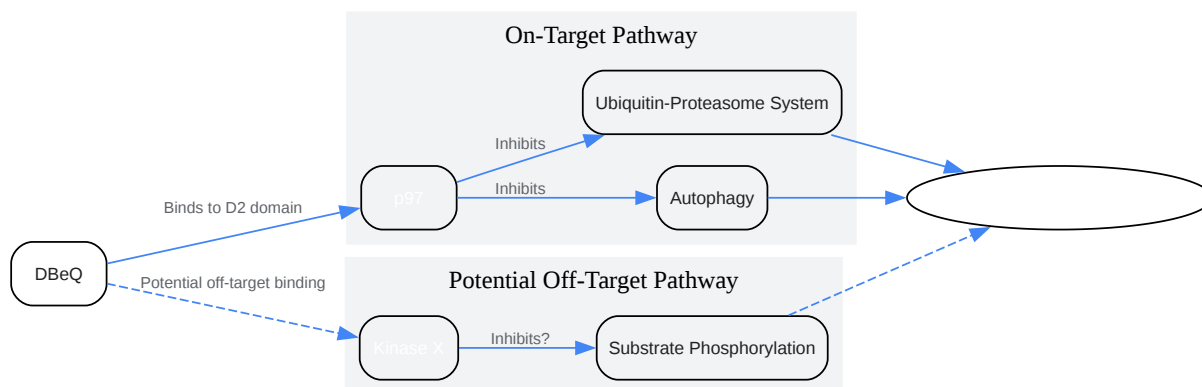 On-Target Pathway
Ubiquitin-Proteasome System
Inhibits
p97
Inhibits
Autophagy
Binds to D2 domain
DBeQ
Potential off-target binding
Potential Off-Target Pathway
Kinase X
Inhibits?
Substrate Phosphorylation